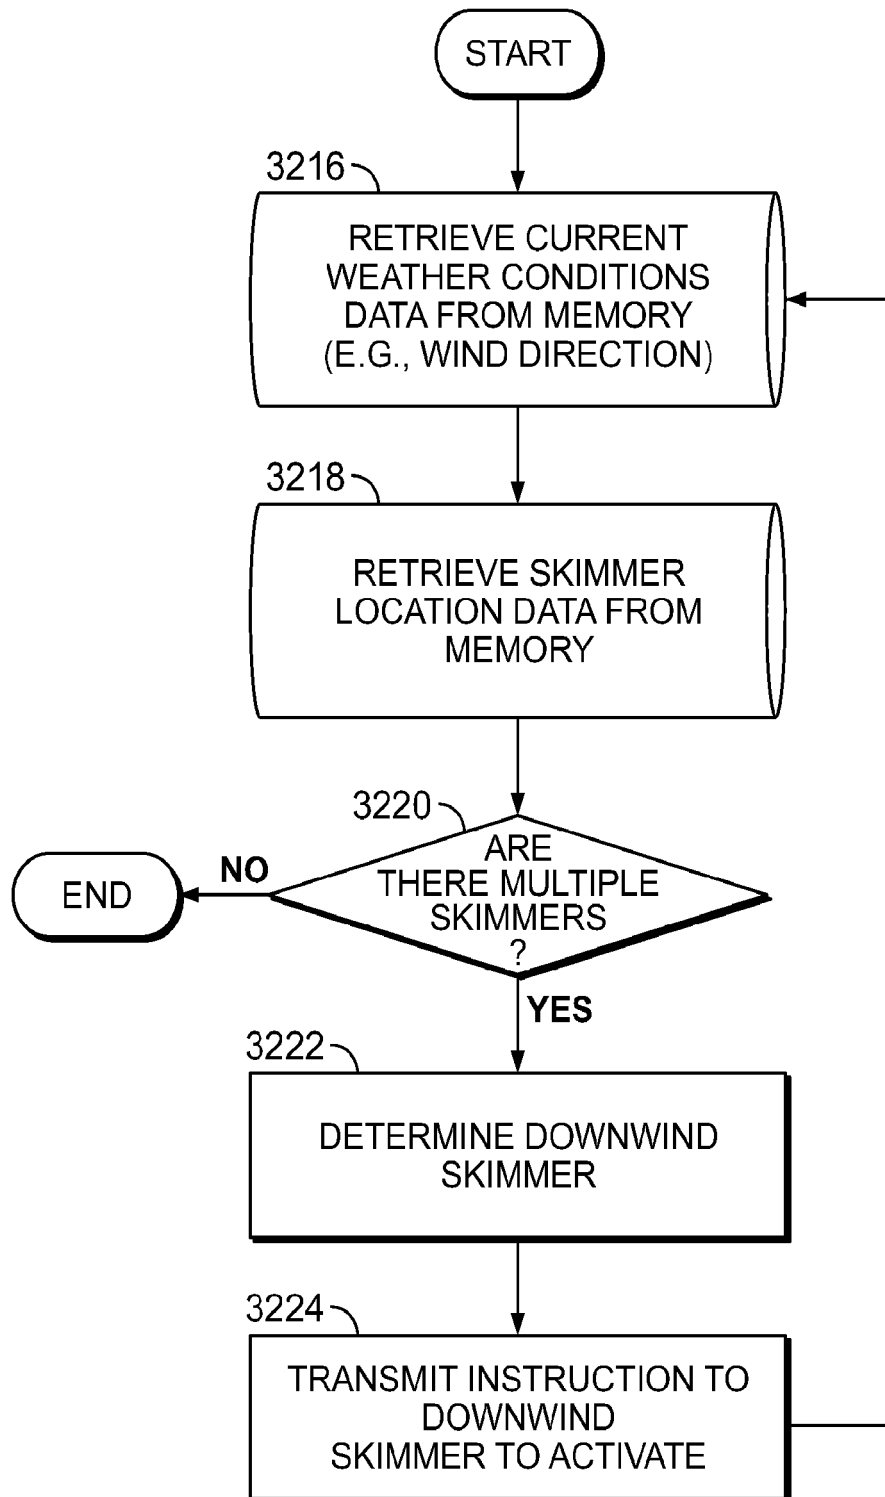 START
3216
RETRIEVE CURRENT
WEATHER CONDITIONS
DATA FROM MEMORY
(E.G., WIND DIRECTION)
3218
RETRIEVE SKIMMER
LOCATION DATA FROM
MEMORY
3220
ARE
THERE MULTIPLE
SKIMMERS
?
NO
END
YES
3222
DETERMINE DOWNWIND
SKIMMER
3224
TRANSMIT INSTRUCTION TO
DOWNWIND
SKIMMER TO ACTIVATE